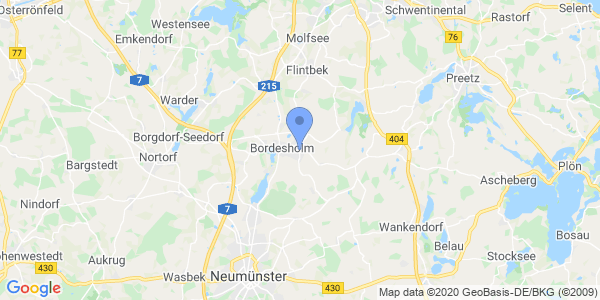 Osterrönfeld
Westensee
Emkendorf
Molfsee
Schwentinental
Selent
Rastorf
77
76
7
215
Flintbek
Preetz
Warder
Borgdorf-Seedorf
Bordesholm
404
Nortorf
Bargstedt
Plön
Ascheberg
Nindorf
7
Wankendorf
Bosau
Belau
Stocksee
Hohenwestedt
Aukrug
430
Wasbek
Neumünster
430
430
Google
Map data ©2020 GeoBasis-DE/BKG (©2009)